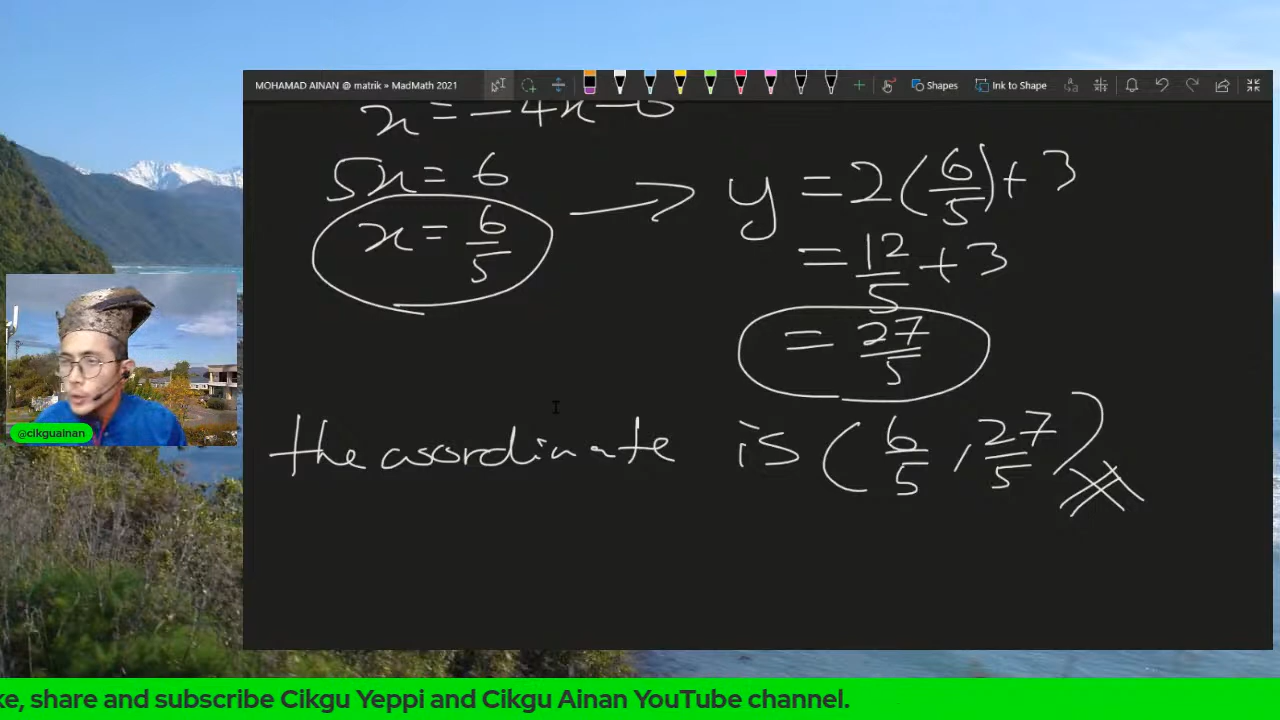 MOHAMAD AINAN @ matrik » MadMath 2021
Shapes
Ink to Shape
5x = 6
x = 6/5
y = 2(6/5) + 3
= 12/5 + 3
= 27/5
the coordinate is (6/5, 27/5)
@cikguainan
ke, share and subscribe Cikgu Yeppi and Cikgu Ainan YouTube channel.